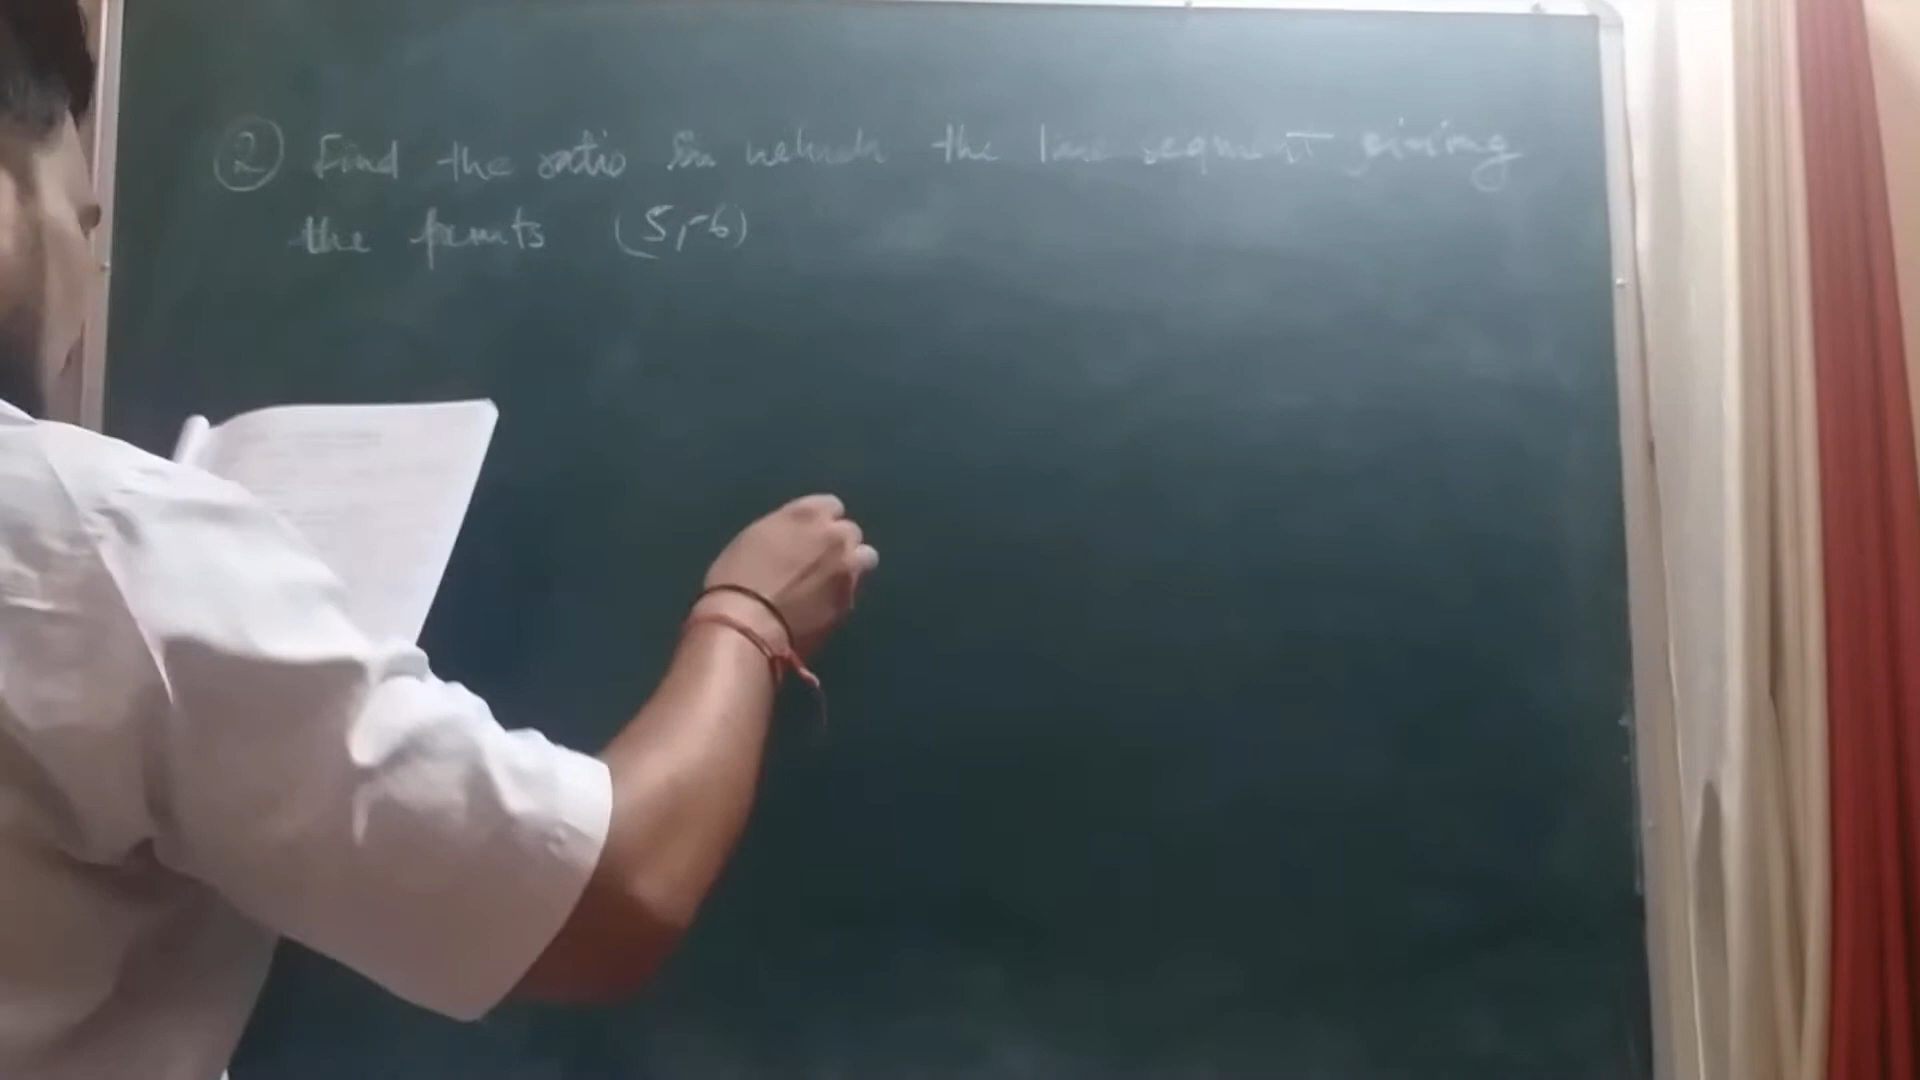 ② Find the ratio in which the line segment joining
the points (5,-6)